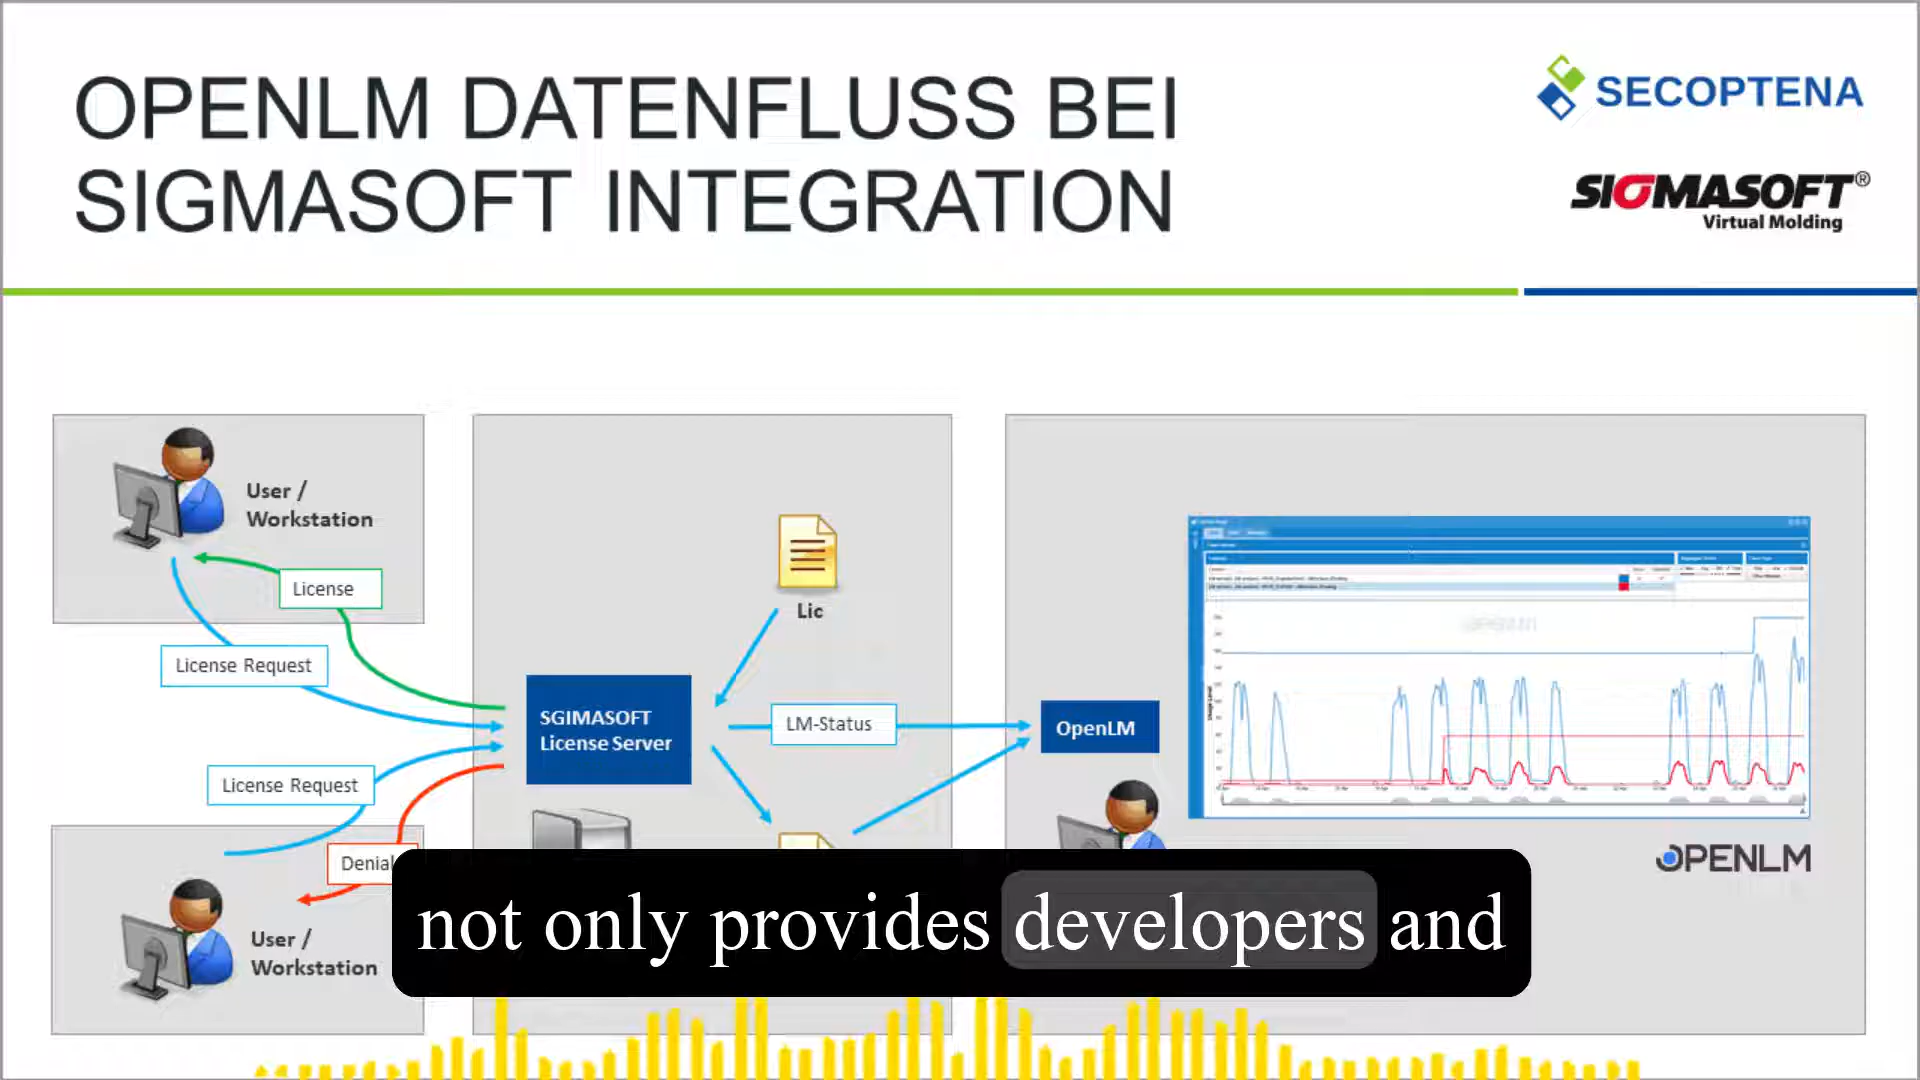 OPENLM DATENFLUSS BEI
SIGMASOFT INTEGRATION
SECOPTENA
SIGMASOFT®
Virtual Molding
User /
Workstation
License
License Request
Lic
SGIMASOFT
License Server
LM-Status
OpenLM
License Request
Denial
User /
Workstation
OPENLM
OPENLM
not only provides developers and